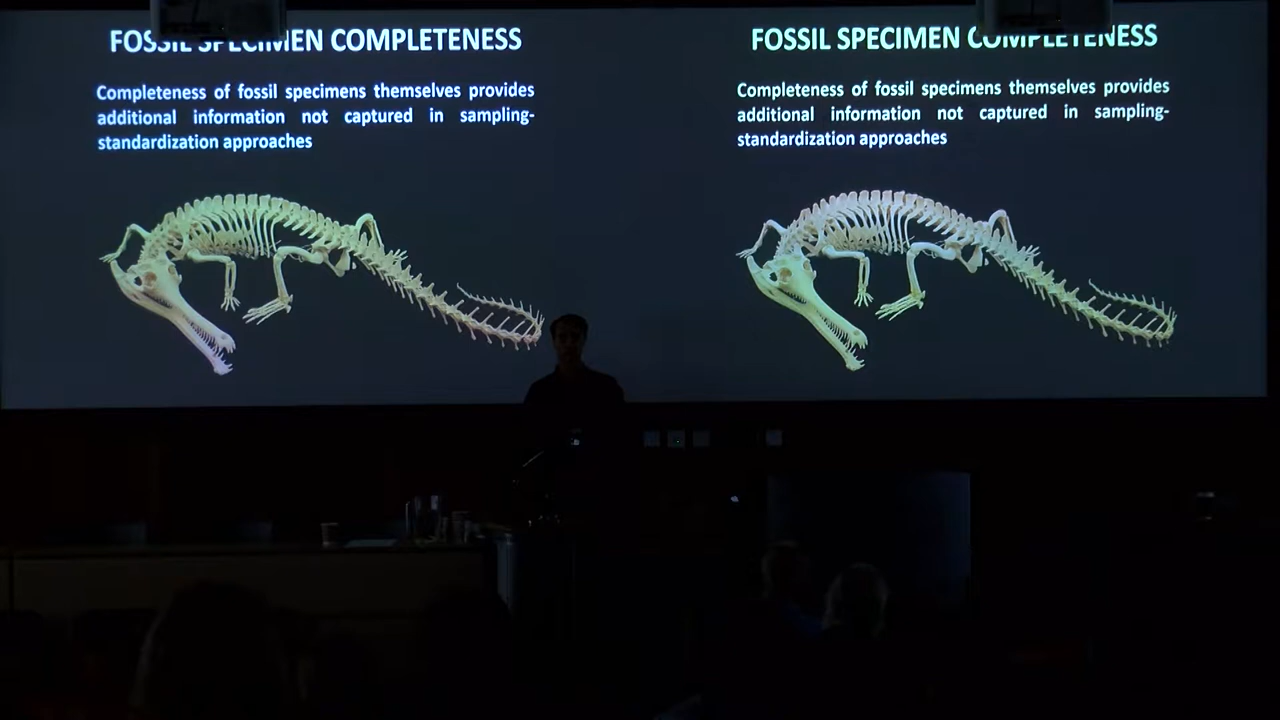 FOSSIL SPECIMEN COMPLETENESS
Completeness of fossil specimens themselves provides
additional information not captured in sampling-
standardization approaches
FOSSIL SPECIMEN COMPLETENESS
Completeness of fossil specimens themselves provides
additional information not captured in sampling-
standardization approaches